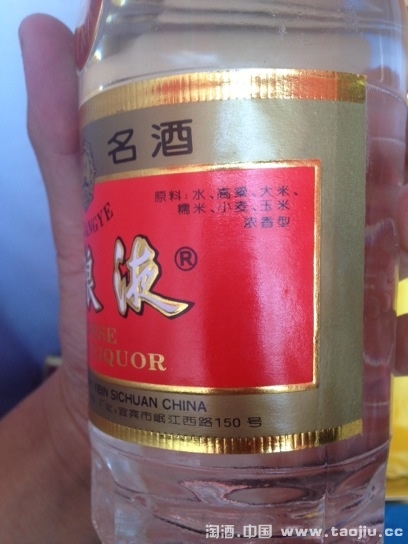 名酒
原料:水、高粱、大米、
糯米、小麦、玉米
浓香型
液®
LIQUOR
SICHUAN CHINA
宜宾市岷江西路150号
淘酒.中国 www.taojiu.cc